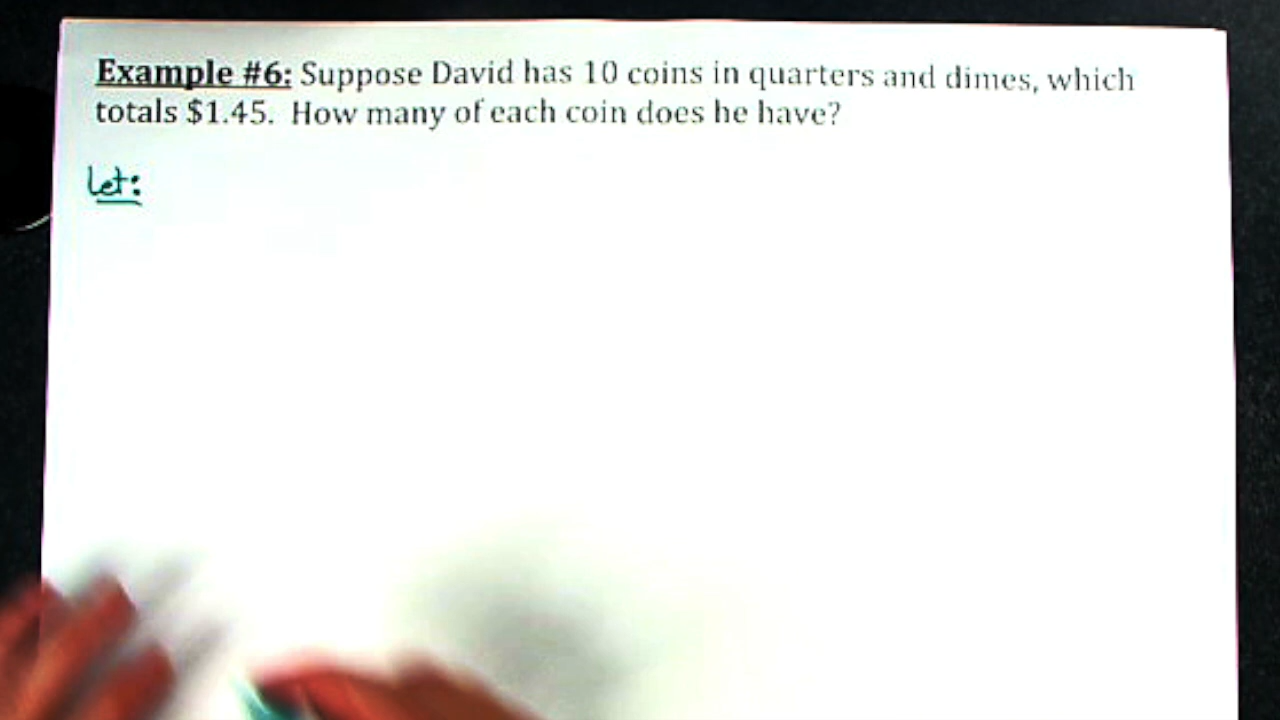 Example #6: Suppose David has 10 coins in quarters and dimes, which
totals $1.45. How many of each coin does he have?
Let: